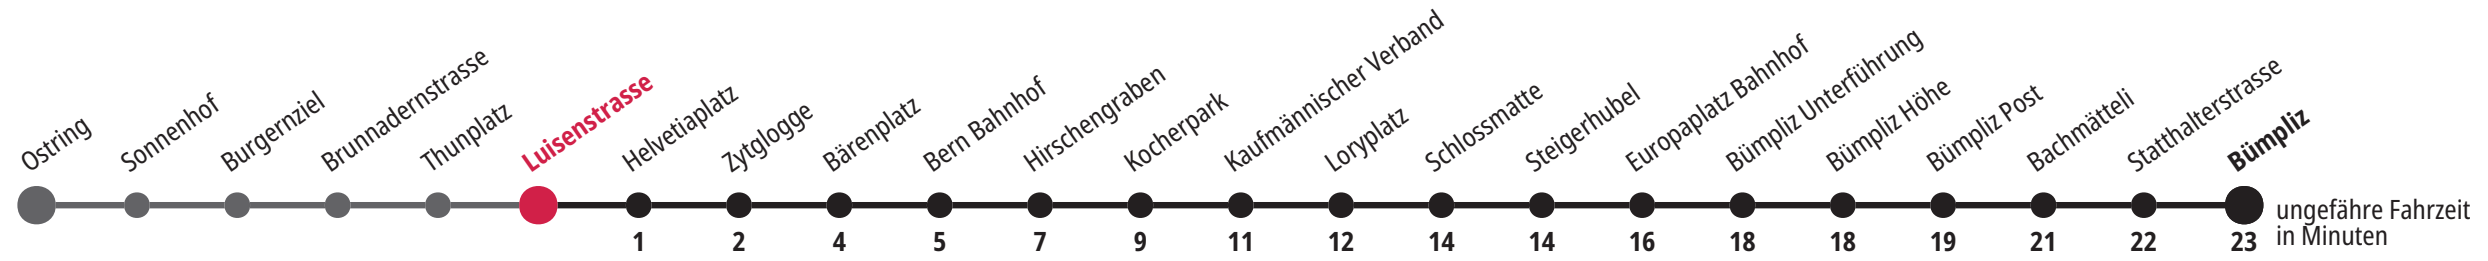 Ostring
Sonnenhof
Burgernziel
Brunnadernstrasse
Thunplatz
Luisenstrasse
Helvetiaplatz
Zytglogge
Bärenplatz
Bern Bahnhof
Hirschengraben
Kocherpark
Kaufmännischer Verband
Loryplatz
Schlossmatte
Steigerhubel
Europaplatz Bahnhof
Bümpliz Unterführung
Bümpliz Höhe
Bümpliz Post
Bachmätteli
Statthalterstrasse
Bümpliz
1 2 4 5 7 9 11 12 14 14 16 18 18 19 21 22 23
ungefähre Fahrzeit
in Minuten